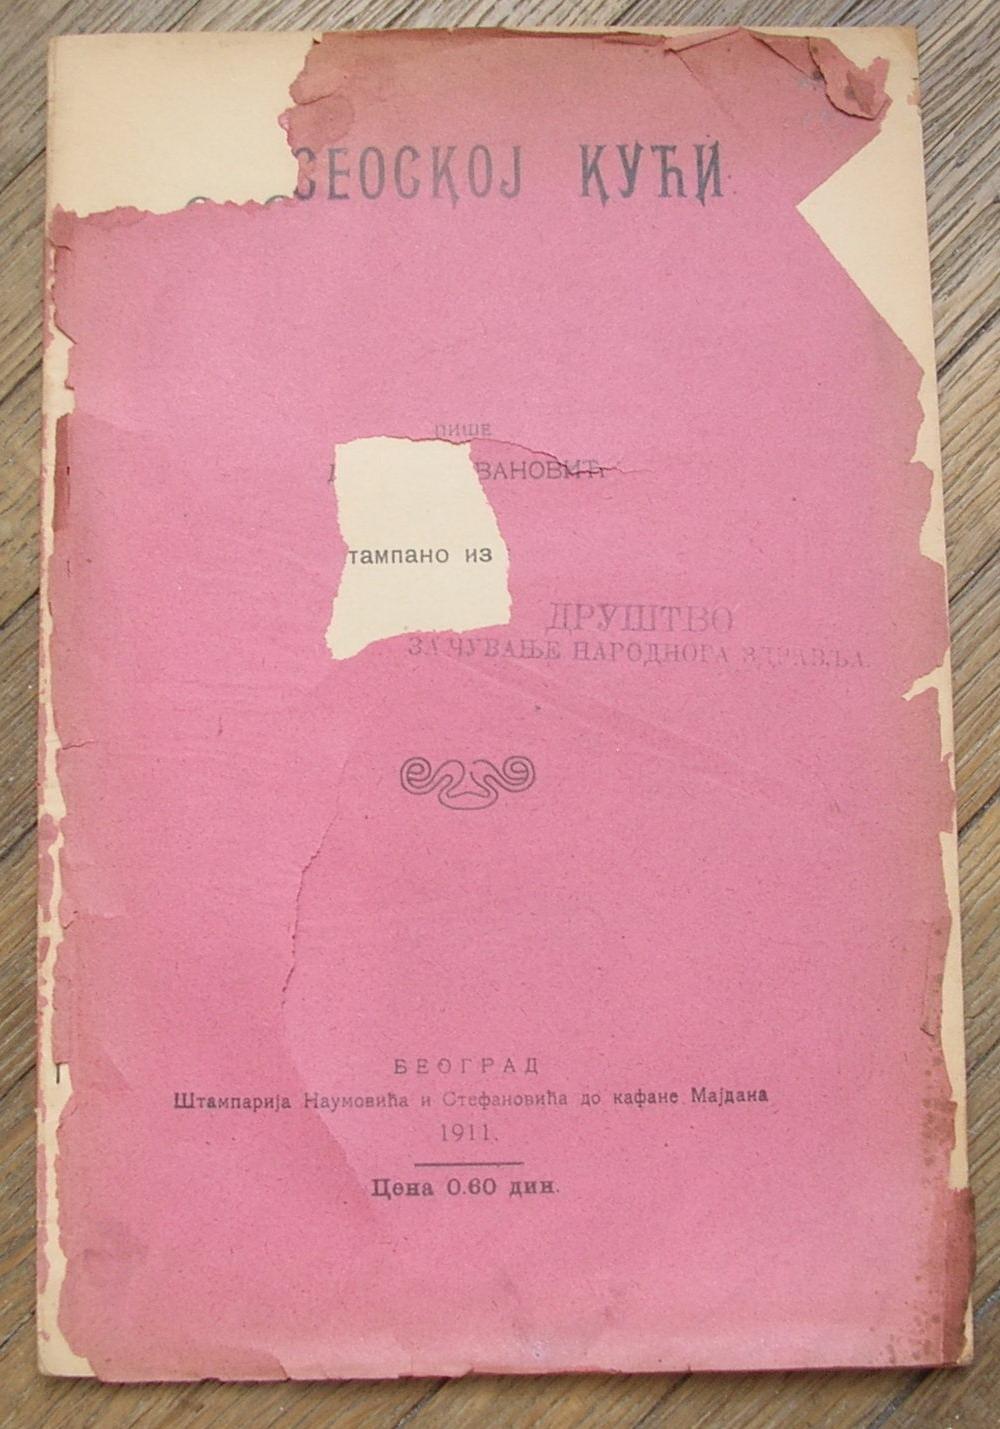 СЕОСКОЈ КУЋИ
ПИШЕ
ВАНОВИЋ
тампано из
ДРУШТВО
ЗА ЧУВАЊЕ НАРОДНОГА ЗДРАВЉА.
БЕОГРАД
Штампарија Наумовића и Стефановића до кафане Мајдана
1911.
Цена 0.60 дин.